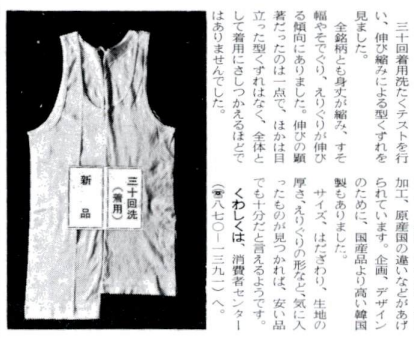 三十回着用洗たくテストを行
い、伸び縮みによる型くずれを
見ました。
全銘柄とも身丈が縮み、すそ
幅やそでぐり、えりぐりが伸び
る傾向にありました。伸びの顕
著だったのは一点で、ほかは目
立った型くずれはなく、全体と
して着用にさしつかえるほどで
はありませんでした。
三十回洗
(着用)
新品
加工、原産国の違いなどがあげ
られています。企画、デザイン
のために、国産品より高い韓国
製もありました。
サイズ、はだざわり、生地の
厚さ、えりぐりの形など、気に入
ったものが見つかれば、安い品
でも十分だと言えるようです。
くわしくは、消費者センター
(☎八七〇―一三九一)へ。